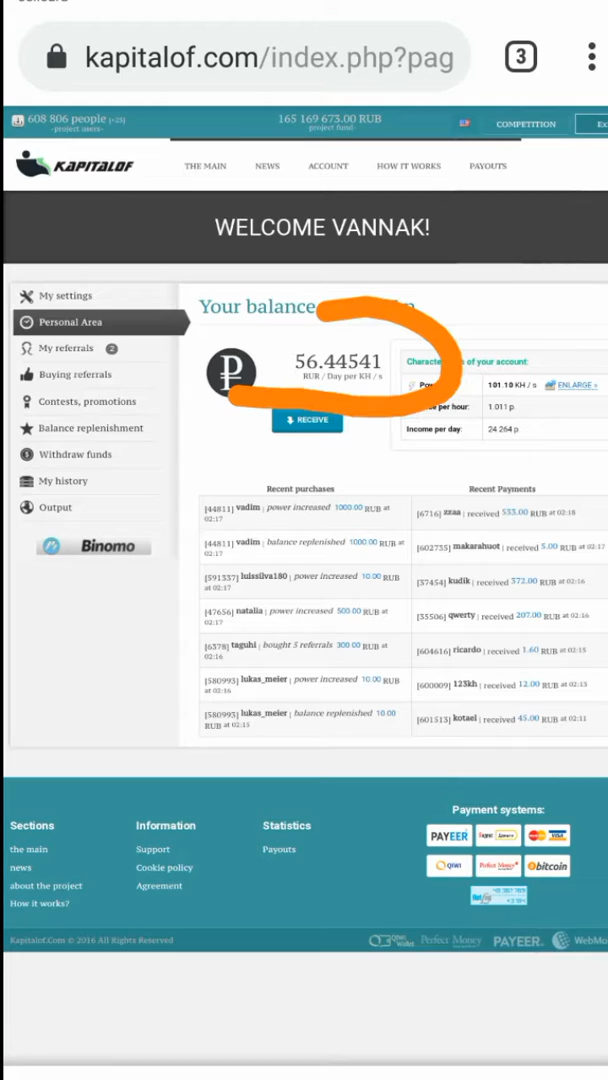 kapitalof.com/index.php?pag
3
608 806 people (+25)
-project users-
165 169 673.00 RUB
project fund-
COMPETITION
KAPITALOF
THE MAIN
NEWS
ACCOUNT
HOW IT WORKS
PAYOUTS
WELCOME VANNAK!
My settings
Personal Area
My referrals 2
Buying referrals
Contests, promotions
Balance replenishment
Withdraw funds
My history
Output
Binomo
Your balance
56.44541
RUR / Day per KH / s
RECEIVE
Characte s of your account:
101.10 KH / s
ENLARGE »
e per hour:
1.011 р.
Income per day:
24 264 р.
Recent purchases
[44811] vadim | power increased 1000.00 RUB at
02:17
[44811] vadim | balance replenished 1000.00 RUB at
02:17
[591337] luissilva180 | power increased 10.00 RUB
at 02:17
[47656] natalia | power increased 500.00 RUB at
02:17
[6378] taguhi | bought 5 referrals 300.00 RUB at
02:16
[580993] lukas_meier | power increased 10.00 RUB
at 02:16
[580993] lukas_meier | balance replenished 10.00
RUB at 02:15
Recent Payments
[6716] zzaa | received 533.00 RUB at 02:18
[602735] makarahuot | received 5.00 RUB at 02:17
[37454] kudik | received 372.00 RUB at 02:16
[35506] qwerty | received 207.00 RUB at 02:16
[604616] ricardo | received 1.60 RUB at 02:15
[600009] 123kh | received 12.00 RUB at 02:13
[601513] kotael | received 45.00 RUB at 02:11
Sections
the main
news
about the project
How it works?
Information
Support
Cookie policy
Agreement
Statistics
Payouts
Payment systems:
PAYEER
VISA
QIWI
Perfect Money
bitcoin
Kapitalof.Com © 2016 All Rights Reserved
QIWI Wallet
Perfect Money
PAYEER
WebMo